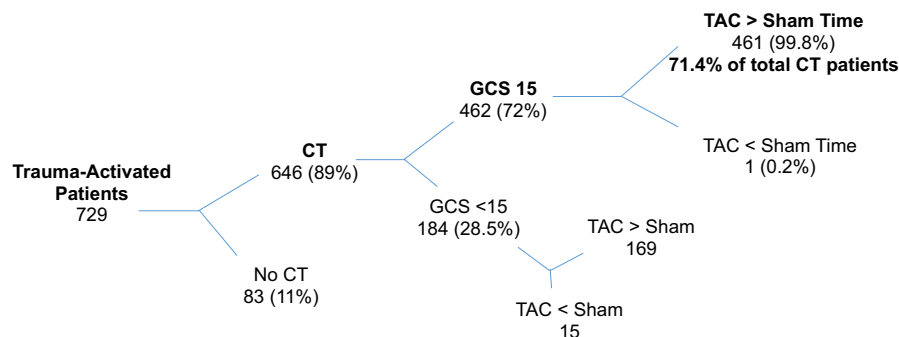 Trauma-Activated
Patients
729
CT
646 (89%)
No CT
83 (11%)
GCS 15
462 (72%)
GCS <15
184 (28.5%)
TAC > Sham Time
461 (99.8%)
71.4% of total CT patients
TAC < Sham Time
1 (0.2%)
TAC > Sham
169
TAC < Sham
15